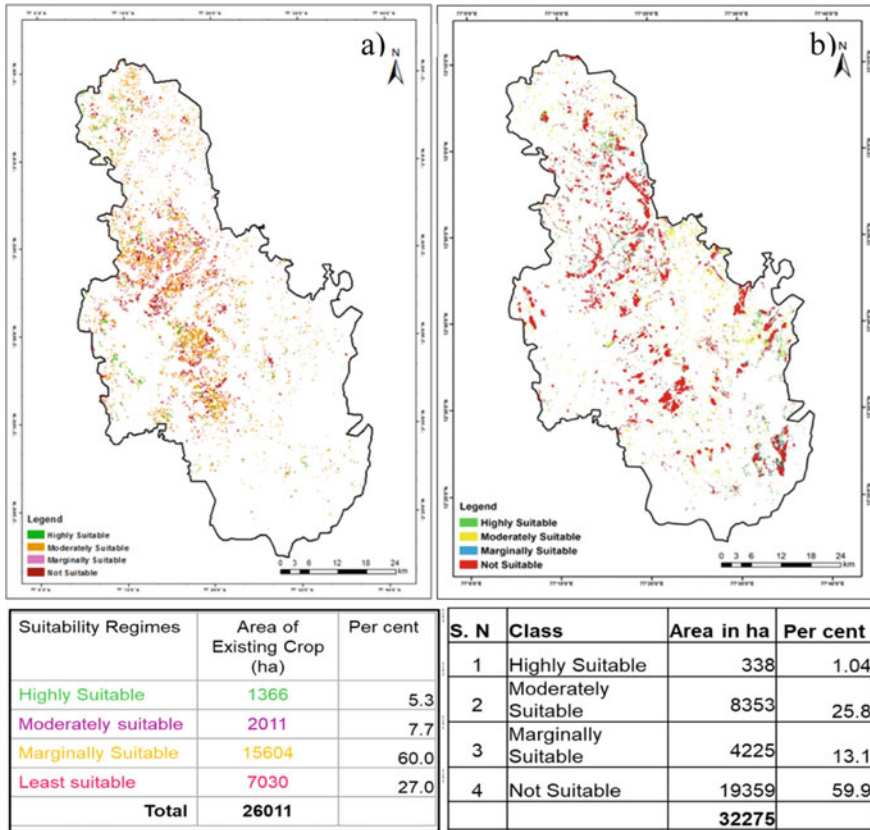 a)
N
Legend
Highly Suitable
Moderately Suitable
Marginally Suitable
Not Suitable
0 3 6 12 18 24
km
b)
N
Legend
Highly Suitable
Moderately Suitable
Marginally Suitable
Not Suitable
0 3 6 12 18 24
km
Suitability Regimes Area of Existing Crop (ha) Per cent
Highly Suitable 1366 5.3
Moderately suitable 2011 7.7
Marginally Suitable 15604 60.0
Least suitable 7030 27.0
Total 26011
S. N Class Area in ha Per cent
1 Highly Suitable 338 1.04
2 Moderately Suitable 8353 25.8
3 Marginally Suitable 4225 13.1
4 Not Suitable 19359 59.9
32275